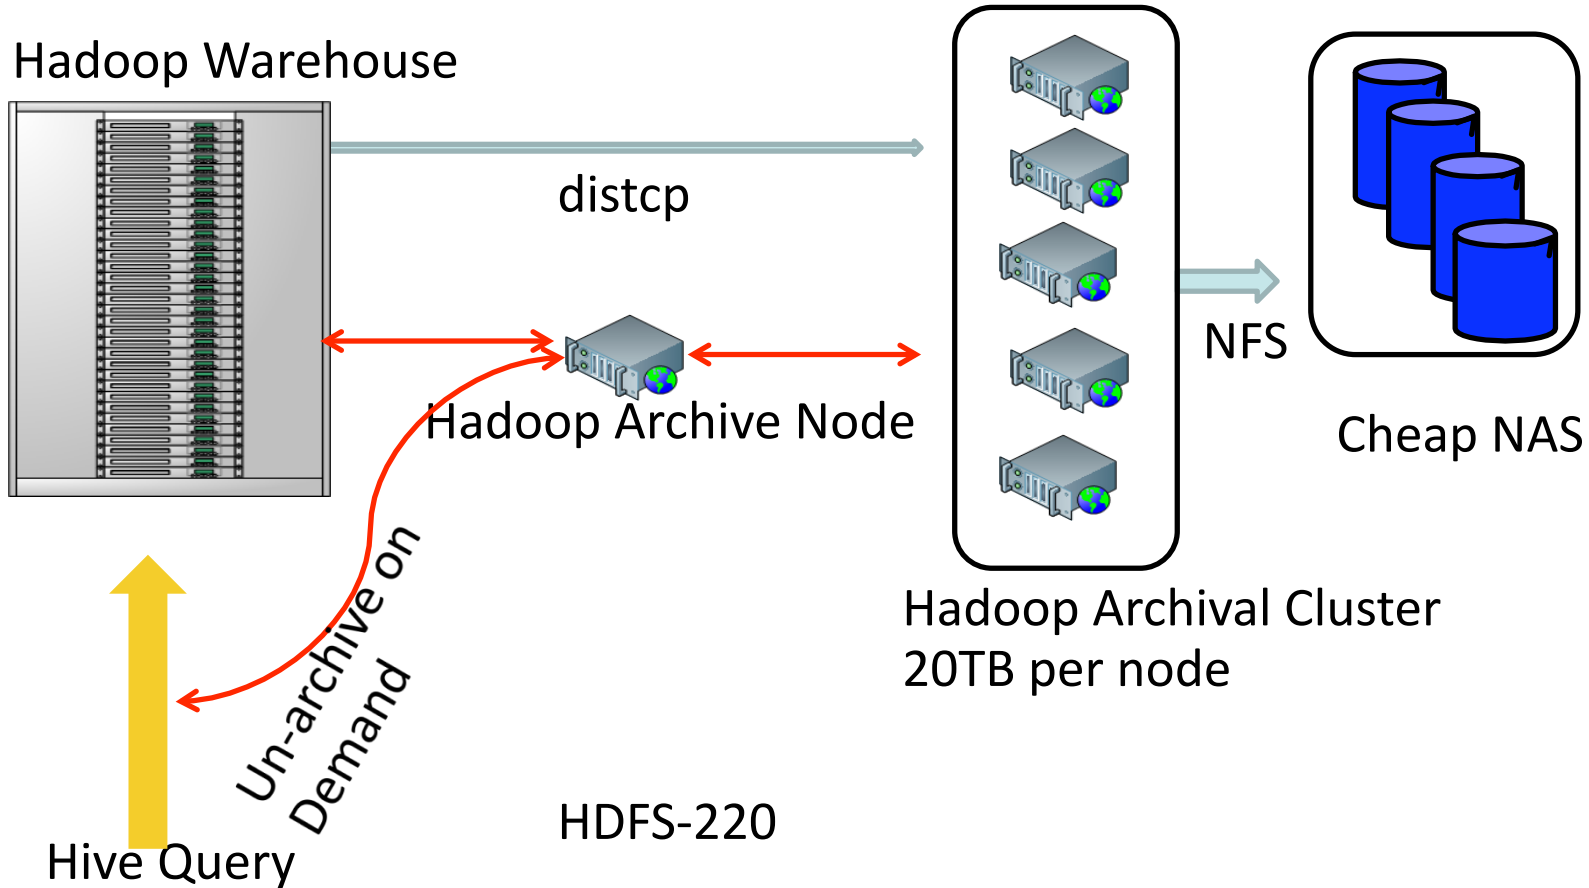 Hadoop Warehouse
distcp
NFS
Cheap NAS
Hadoop Archive Node
Un-archive on
Demand
Hadoop Archival Cluster
20TB per node
HDFS-220
Hive Query